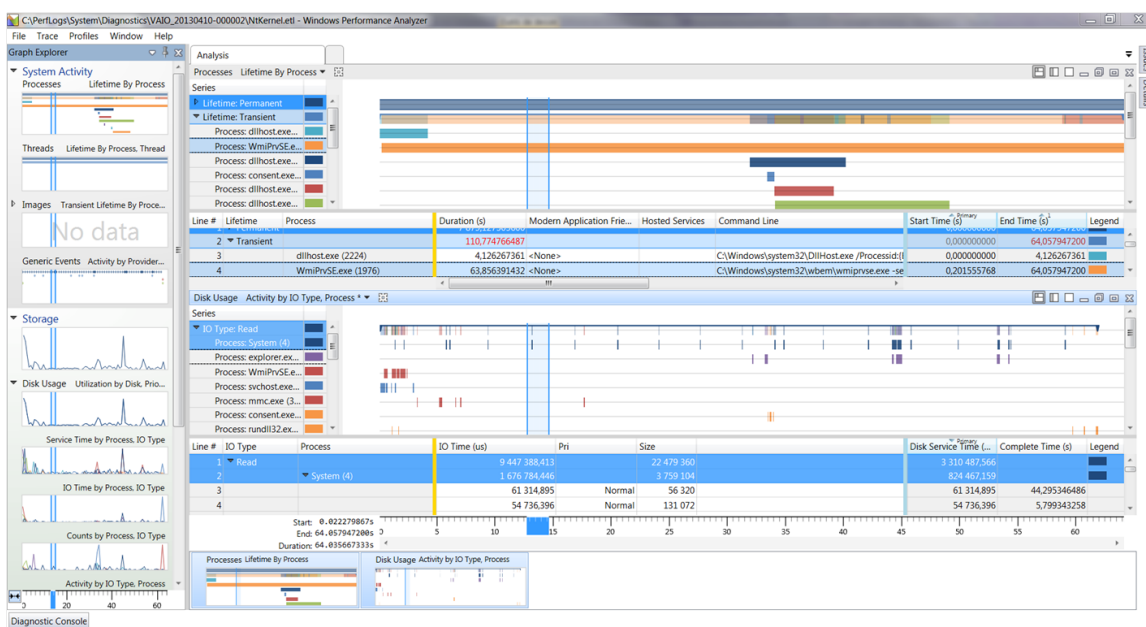 C:\PerfLogs\System\Diagnostics\VAIO_20130410-000002\NtKernel.etl - Windows Performance Analyzer
File Trace Profiles Window Help
Graph Explorer
System Activity
Processes Lifetime By Process
Threads Lifetime By Process, Thread
Images Transient Lifetime By Proce...
No data
Generic Events Activity by Provider...
Storage
Disk Usage Utilization by Disk, Prio...
Service Time by Process, IO Type
IO Time by Process, IO Type
Counts by Process, IO Type
Activity by IO Type, Process
20 40 60
Diagnostic Console
Analysis
Processes Lifetime By Process
Series
Lifetime: Permanent
Lifetime: Transient
Process: dllhost.exe...
Process: WmiPrvSE.e...
Process: dllhost.exe...
Process: consent.exe...
Process: dllhost.exe...
Process: dllhost.exe...
Line # Lifetime Process Duration (s) Modern Application Frie... Hosted Services Command Line Start Time (s) Primary End Time (s) 1 Legend
2 Transient 110,774766487 0,000000000 64,057947200
3 dllhost.exe (2224) 4,126267361 <None> C:\Windows\system32\DllHost.exe /Processid:{I 0,000000000 4,126267361
4 WmiPrvSE.exe (1976) 63,856391432 <None> C:\Windows\system32\wbem\wmiprvse.exe -se 0,201555768 64,057947200
Disk Usage Activity by IO Type, Process *
Series
IO Type: Read
Process: System (4)
Process: explorer.ex...
Process: WmiPrvSE.e...
Process: svchost.exe...
Process: mmc.exe (3...
Process: consent.exe...
Process: rundll32.ex...
Line # IO Type Process IO Time (us) Pri Size Disk Service Time (... Primary Complete Time (s) Legend
1 Read 9 447 388,413 22 479 360 3 310 487,566
2 System (4) 1 676 784,446 3 759 104 824 467,159
3 61 314,895 Normal 56 320 61 314,895 44,295346486
4 54 736,396 Normal 131 072 54 736,396 5,799343258
Start: 0.022279867s
End: 64.057947200s
Duration: 64.035667333s
0 5 10 15 20 25 30 35 40 45 50 55 60
Processes Lifetime By Process
Disk Usage Activity by IO Type, Process